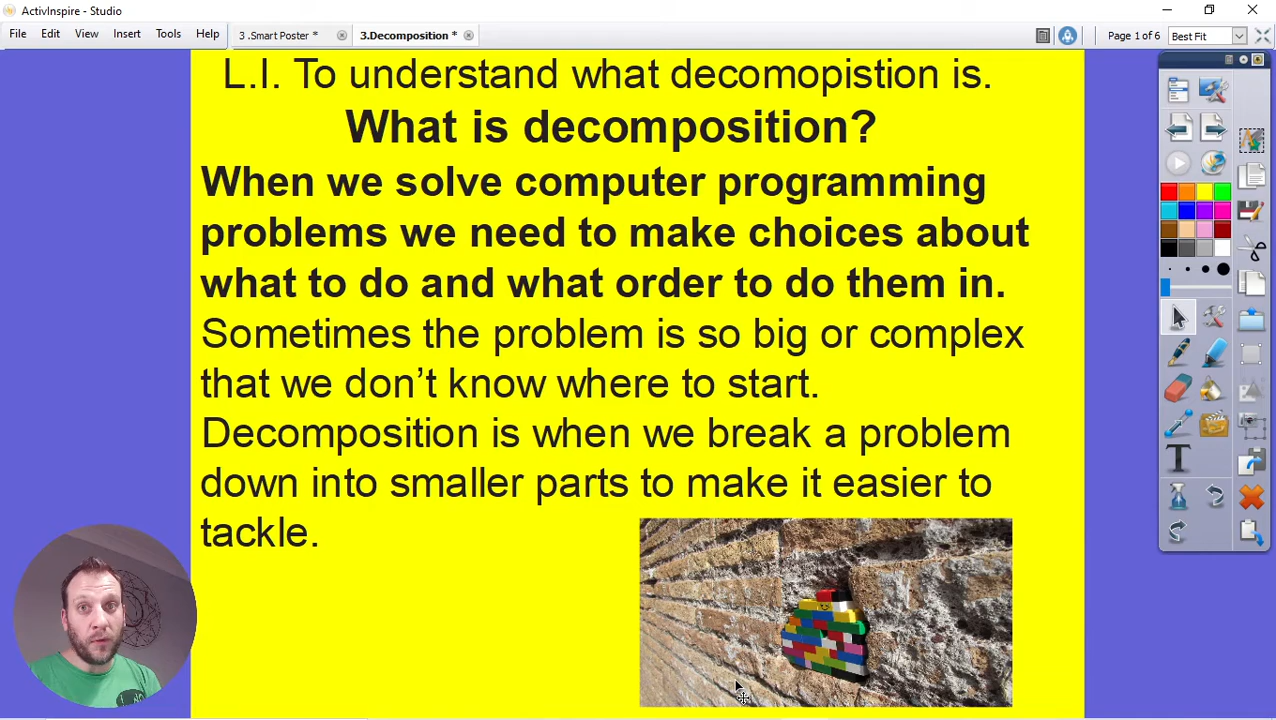 ActivInspire - Studio
File Edit View Insert Tools Help
3 .Smart Poster *
3.Decomposition *
Page 1 of 6
Best Fit
L.I. To understand what decomopistion is.
What is decomposition?
When we solve computer programming
problems we need to make choices about
what to do and what order to do them in.
Sometimes the problem is so big or complex
that we don’t know where to start.
Decomposition is when we break a problem
down into smaller parts to make it easier to
tackle.